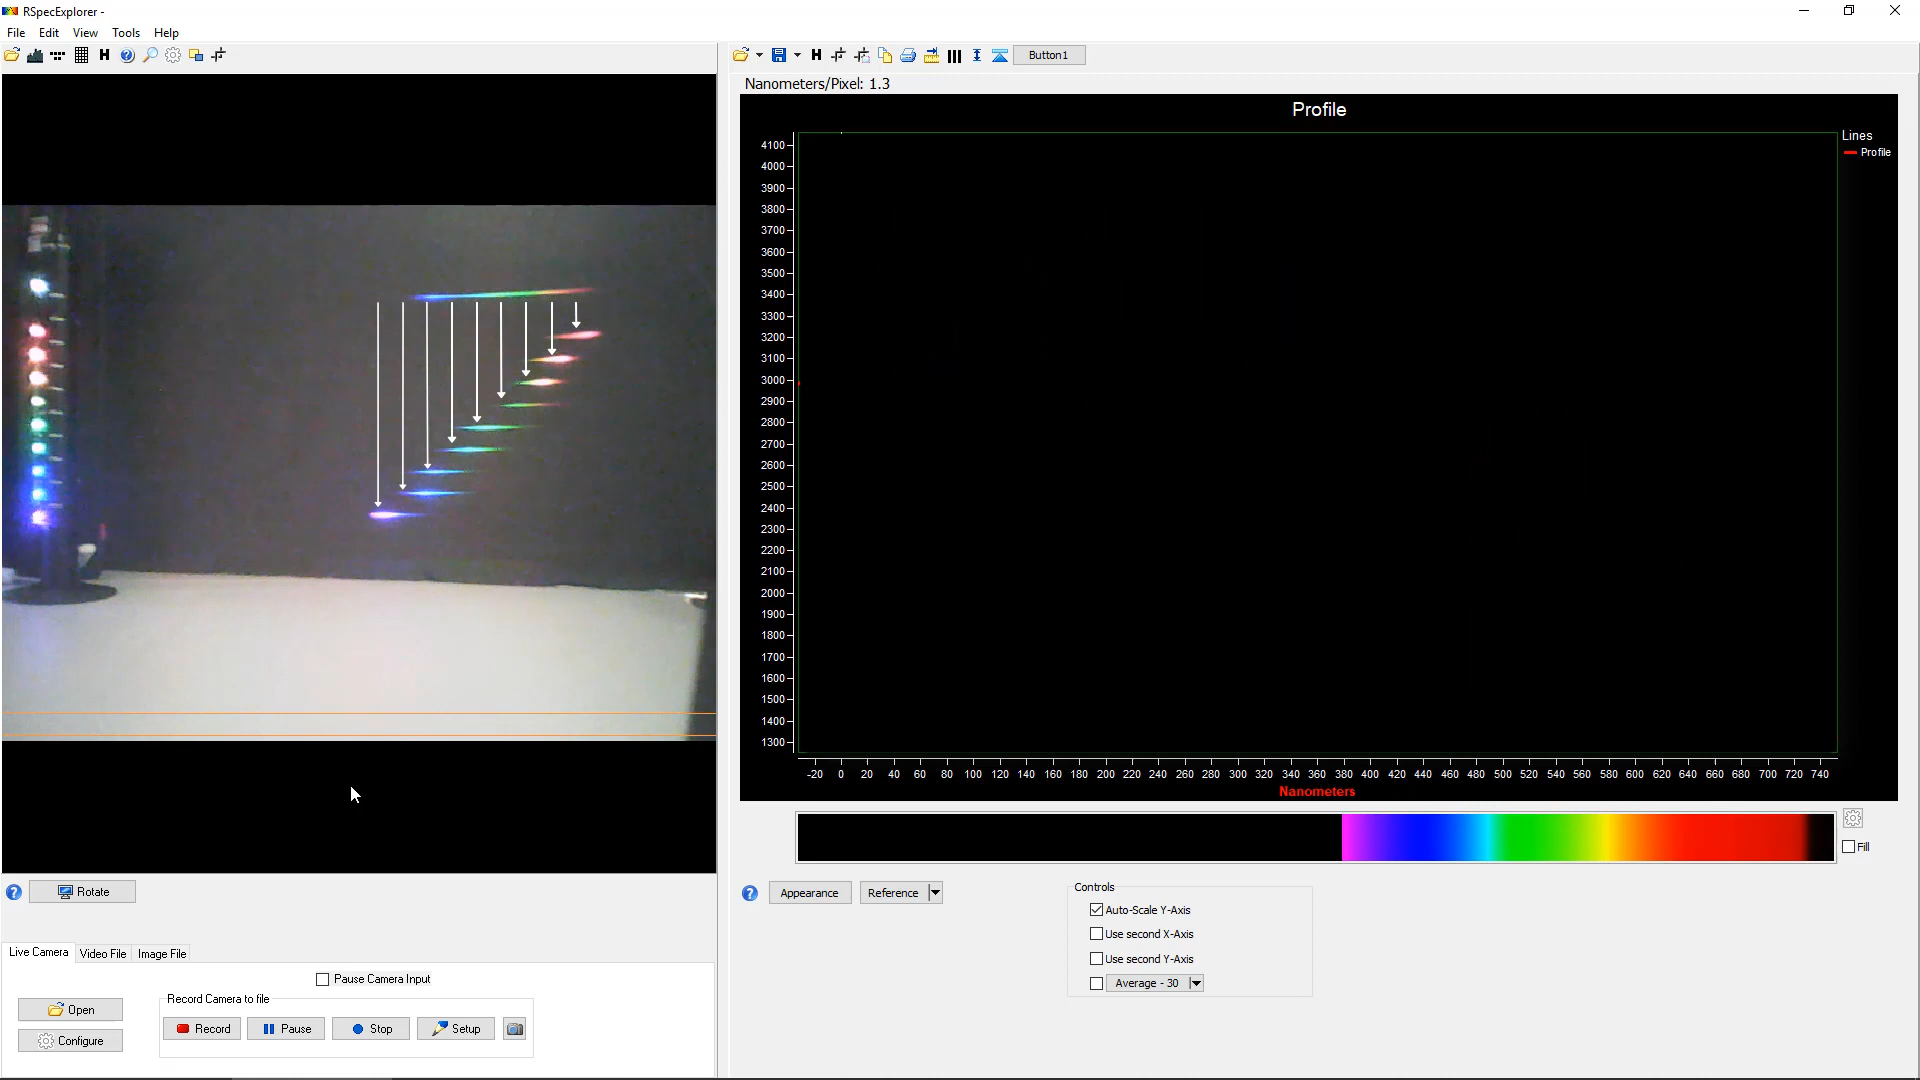 RSpecExplorer -
File Edit View Tools Help
H
H
Button1
Nanometers/Pixel: 1.3
Profile
Lines
Profile
4100
4000
3900
3800
3700
3600
3500
3400
3300
3200
3100
3000
2900
2800
2700
2600
2500
2400
2300
2200
2100
2000
1900
1800
1700
1600
1500
1400
1300
-20 0 20 40 60 80 100 120 140 160 180 200 220 240 260 280 300 320 340 360 380 400 420 440 460 480 500 520 540 560 580 600 620 640 660 680 700 720 740
Nanometers
Fill
Rotate
Appearance Reference
Controls
Auto-Scale Y-Axis
Use second X-Axis
Use second Y-Axis
Average - 30
Live Camera Video File Image File
Pause Camera Input
Record Camera to file
Open
Record Pause Stop Setup
Configure